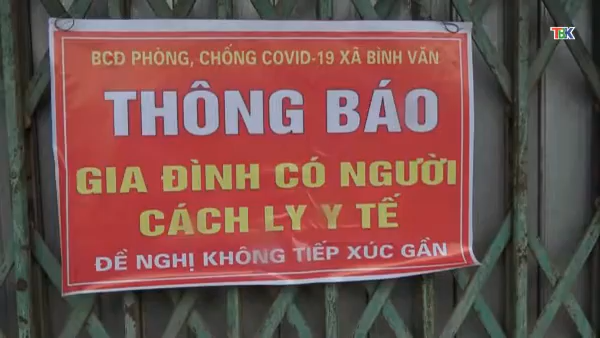 TBK
BCĐ PHÒNG, CHỐNG COVID-19 XÃ BÌNH VĂN
THÔNG BÁO
GIA ĐÌNH CÓ NGƯỜI
CÁCH LY Y TẾ
ĐỀ NGHỊ KHÔNG TIẾP XÚC GẦN